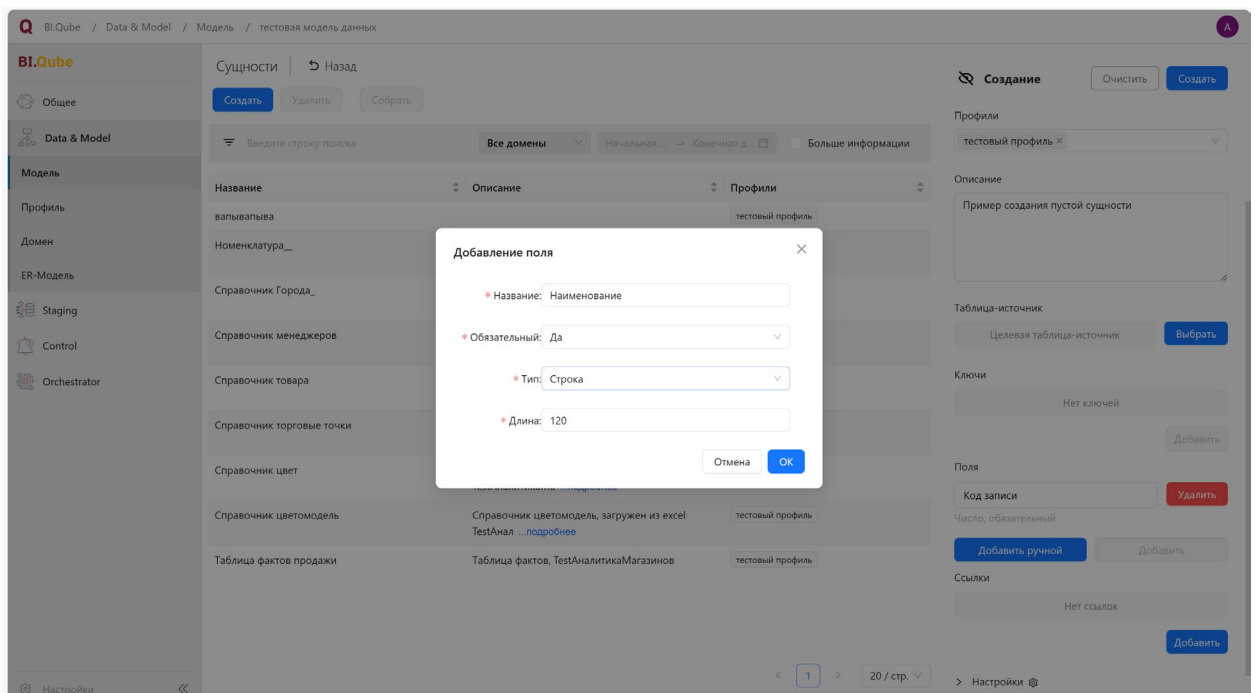 BI.Qube / Data & Model / Модель / тестовая модель данных
A
BI.Qube
Общее
Data & Model
Модель
Профиль
Домен
ER-Модель
Staging
Control
Orchestrator
Настройки
Сущности
Назад
Создать Удалить Собрать
Введите строку поиска Все домены Начальная ... → Конечная д... Больше информации
Название Описание Профили
вапывапыва тестовый профиль
Номенклатура__
Справочник Города_
Справочник менеджеров
Справочник товара
Справочник торговые точки
Справочник цвет
...подробнее
Справочник цветомодель Справочник цветомодель, загружен из excel тестовый профиль
TestАнал ...подробнее
Таблица фактов продажи Таблица фактов, TestАналитикаМагазинов тестовый профиль
< 1 > 20 / стр.
Добавление поля
* Название: Наименование
* Обязательный: Да
* Тип: Строка
* Длина: 120
Отмена OK
Создание Очистить Создать
Профили
тестовый профиль ×
Описание
Пример создания пустой сущности
Таблица-источник
Целевая таблица-источник Выбрать
Ключи
Нет ключей
Добавить
Поля
Код записи Удалить
Число, обязательный
Добавить ручной Добавить
Ссылки
Нет ссылок
Добавить
> Настройки